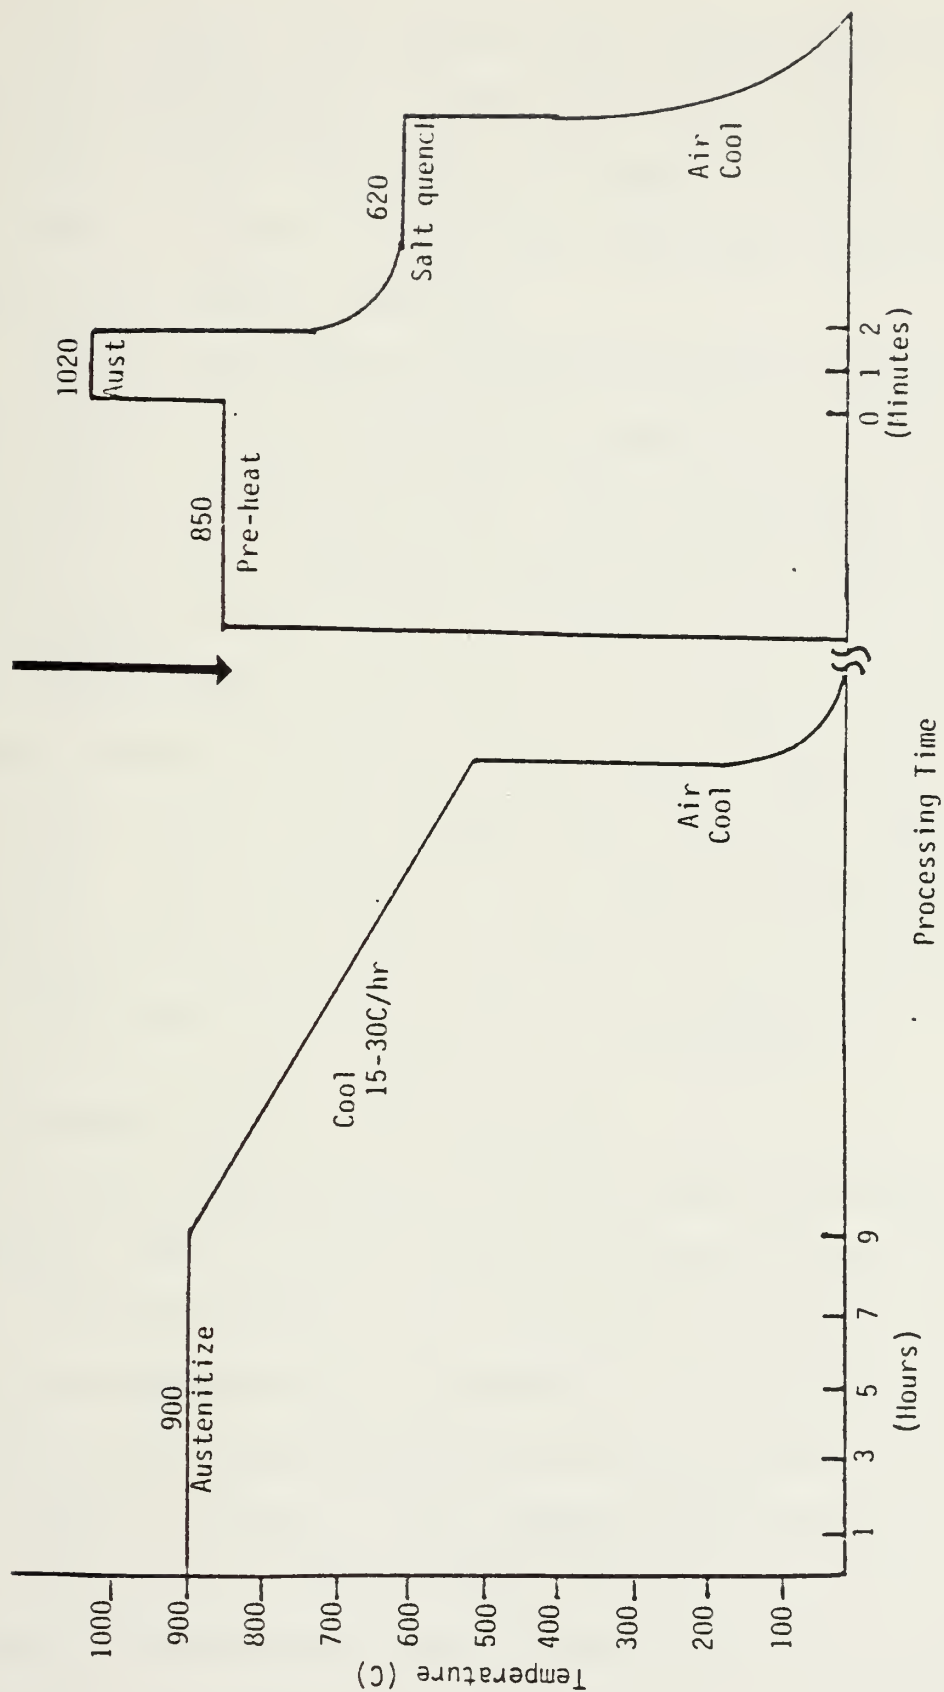 Temperature (C)
1000
900
800
700
600
500
400
300
200
100
900
Austenitize
Cool
15-30C/hr
Air
Cool
1
3
5
7
9
(Hours)
850
Pre-heat
1020
Aust
620
Salt quench
Air
Cool
0
1
2
(Minutes)
Processing Time